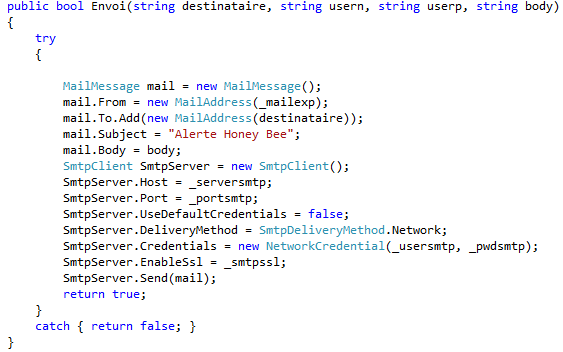 public bool Envoi(string destinataire, string usern, string userp, string body)
{
try
{
MailMessage mail = new MailMessage();
mail.From = new MailAddress(_mailexp);
mail.To.Add(new MailAddress(destinataire));
mail.Subject = "Alerte Honey Bee";
mail.Body = body;
SmtpClient SmtpServer = new SmtpClient();
SmtpServer.Host = _serversmtp;
SmtpServer.Port = _portsmtp;
SmtpServer.UseDefaultCredentials = false;
SmtpServer.DeliveryMethod = SmtpDeliveryMethod.Network;
SmtpServer.Credentials = new NetworkCredential(_usersmtp, _pwdsmtp);
SmtpServer.EnableSsl = _smtpssl;
SmtpServer.Send(mail);
return true;
}
catch { return false; }
}